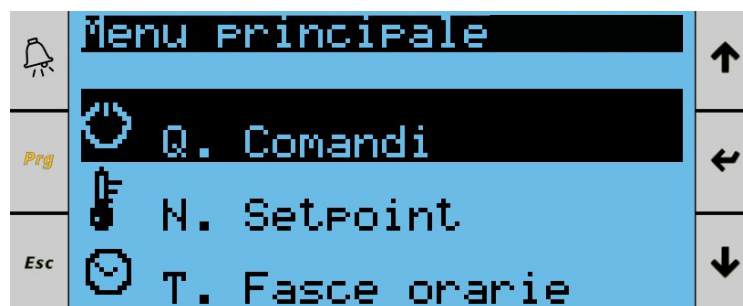 Menu principale
Q. Comandi
Prg
N. Setpoint
Esc
T. Fasce orarie